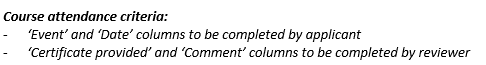 Course attendance criteria:
- ‘Event’ and ‘Date’ columns to be completed by applicant
- ‘Certificate provided’ and ‘Comment’ columns to be completed by reviewer